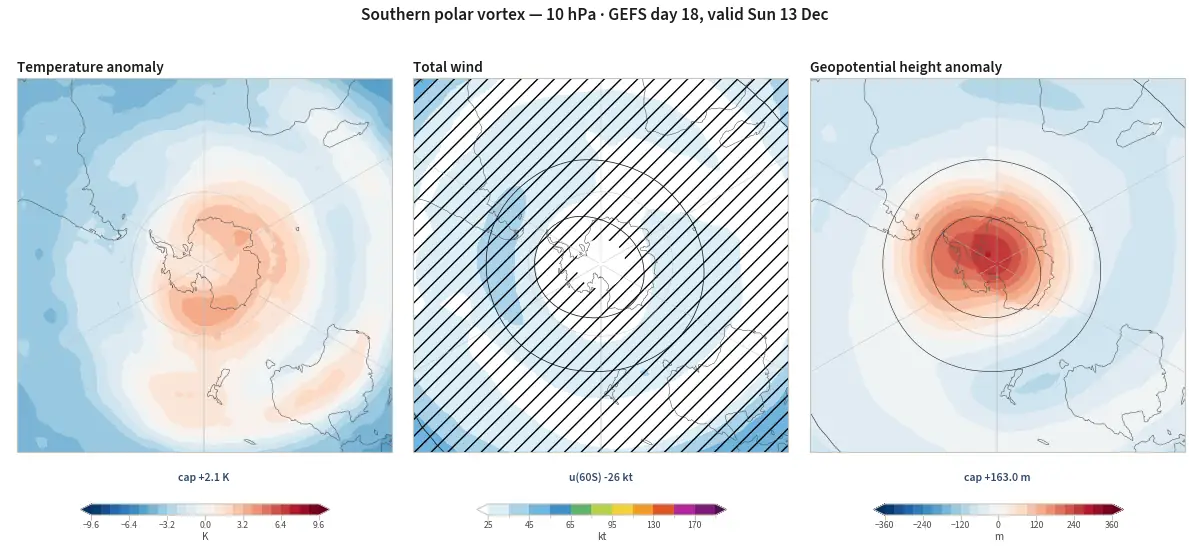 Southern polar vortex — 10 hPa · GEFS day 18, valid Sun 13 Dec
Temperature anomaly
Total wind
Geopotential height anomaly
cap +2.1 K
u(60S) -26 kt
cap +163.0 m
−9.6 −6.4 −3.2 0.0 3.2 6.4 9.6
K
25 45 65 95 130 170
kt
−360 −240 −120 0 120 240 360
m